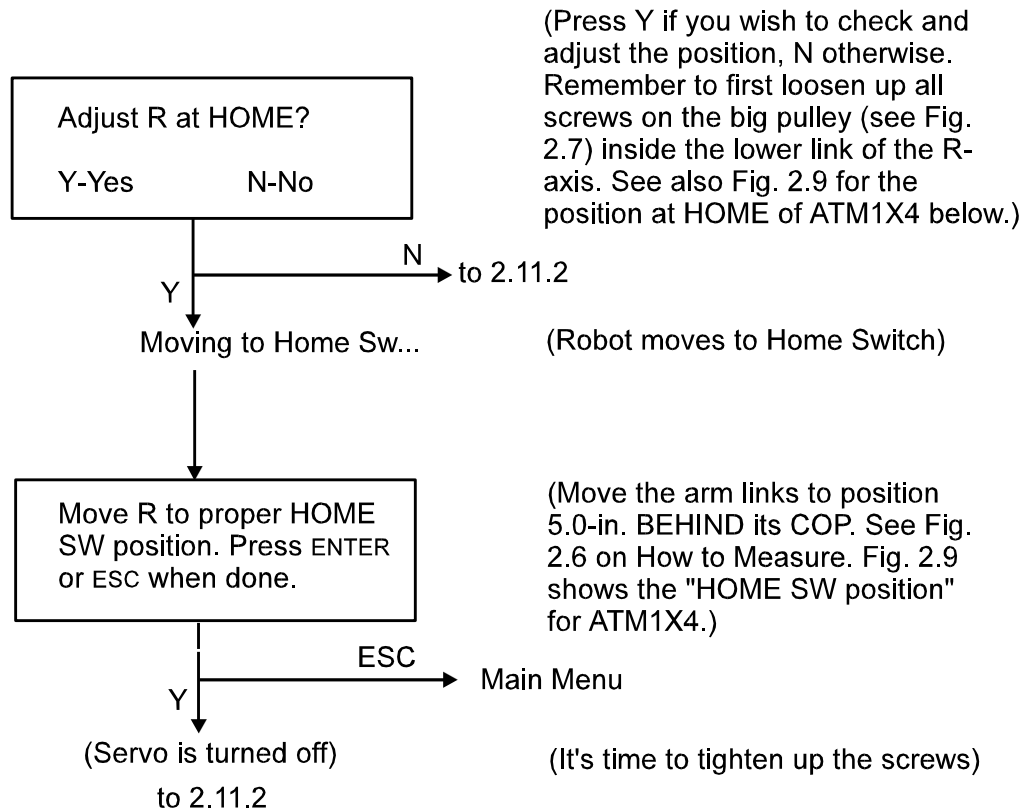 (Press Y if you wish to check and
adjust the position, N otherwise.
Remember to first loosen up all
screws on the big pulley (see Fig.
2.7) inside the lower link of the R-
axis. See also Fig. 2.9 for the
position at HOME of ATM1X4 below.)
Adjust R at HOME?
Y-Yes N-No
N
to 2.11.2
Y
Moving to Home Sw...
(Robot moves to Home Switch)
Move R to proper HOME
SW position. Press ENTER
or ESC when done.
(Move the arm links to position
5.0-in. BEHIND its COP. See Fig.
2.6 on How to Measure. Fig. 2.9
shows the "HOME SW position"
for ATM1X4.)
ESC
Main Menu
Y
(Servo is turned off)
(It's time to tighten up the screws)
to 2.11.2